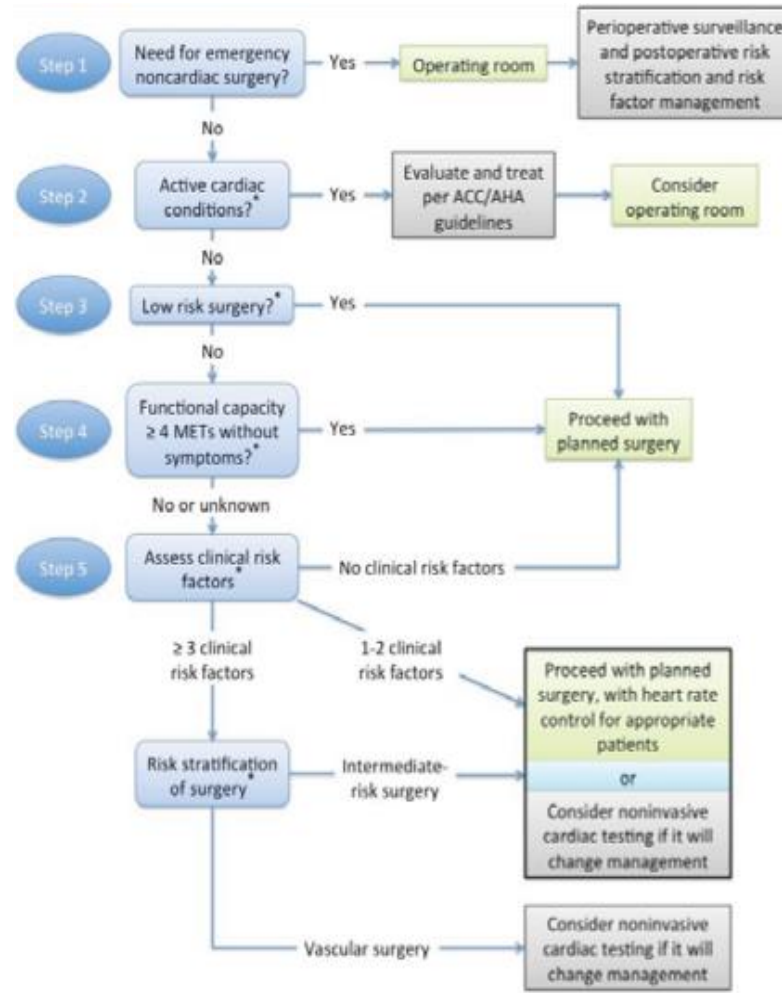 Step 1
Need for emergency
noncardiac surgery?
Yes
Operating room
Perioperative surveillance
and postoperative risk
stratification and risk
factor management
No
Step 2
Active cardiac
conditions?*
Yes
Evaluate and treat
per ACC/AHA
guidelines
Consider
operating room
No
Step 3
Low risk surgery?*
Yes
No
Step 4
Functional capacity
≥ 4 METs without
symptoms?*
Yes
Proceed with
planned surgery
No or unknown
Step 5
Assess clinical risk
factors*
No clinical risk factors
≥ 3 clinical
risk factors
1-2 clinical
risk factors
Proceed with planned
surgery, with heart rate
control for appropriate
patients
or
Consider noninvasive
cardiac testing if it will
change management
Risk stratification
of surgery*
Intermediate-
risk surgery
Vascular surgery
Consider noninvasive
cardiac testing if it will
change management